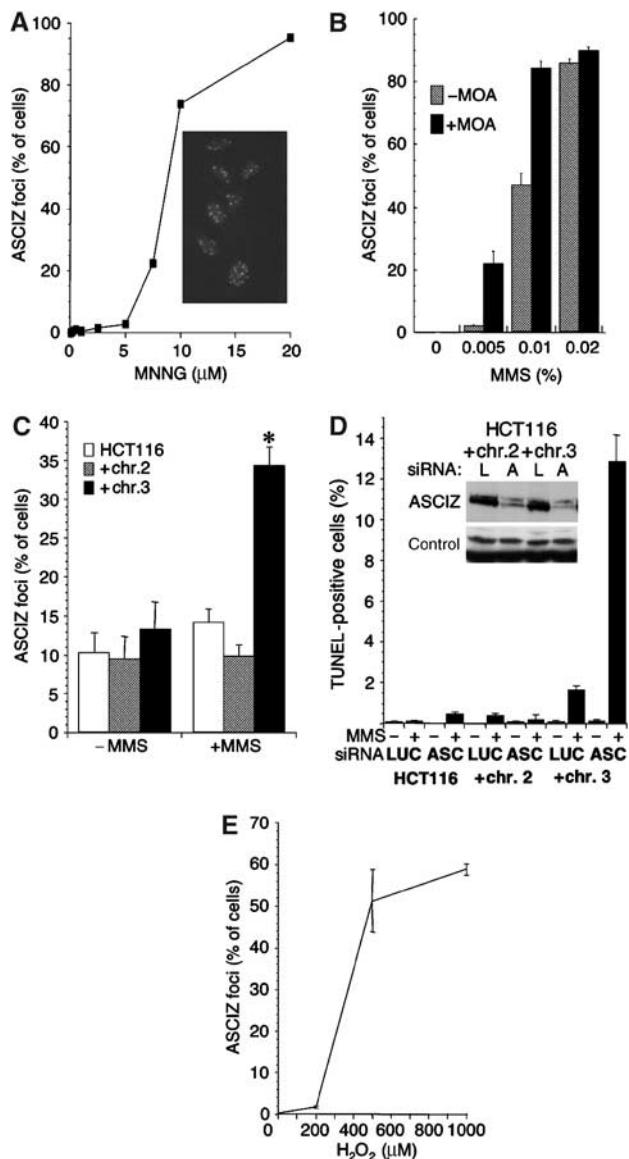 A
ASCIZ foci (% of cells)
100
80
60
40
20
0
0 5 10 15 20
MNNG (µM)
B
ASCIZ foci (% of cells)
100
80
60
40
20
0
−MOA
+MOA
0 0.005 0.01 0.02
MMS (%)
C
ASCIZ foci (% of cells)
40
35
30
25
20
15
10
5
0
HCT116
+chr.2
+chr.3
*
−MMS +MMS
D
TUNEL-positive cells (%)
14
12
10
8
6
4
2
HCT116
+chr.2 +chr.3
siRNA: L A L A
ASCIZ
Control
MMS − + − + − + − + − + − +
siRNA LUC ASC LUC ASC LUC ASC
HCT116 +chr. 2 +chr. 3
E
ASCIZ foci (% of cells)
70
60
50
40
30
20
10
0
0 200 400 600 800 1000
H₂O₂ (µM)